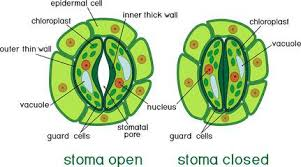 epidermal cell
chloroplast
inner thick wall
outer thin wall
vacuole
guard cells
stomatal
pore
nucleus
stoma open
chloroplast
vacuole
guard cells
stoma closed